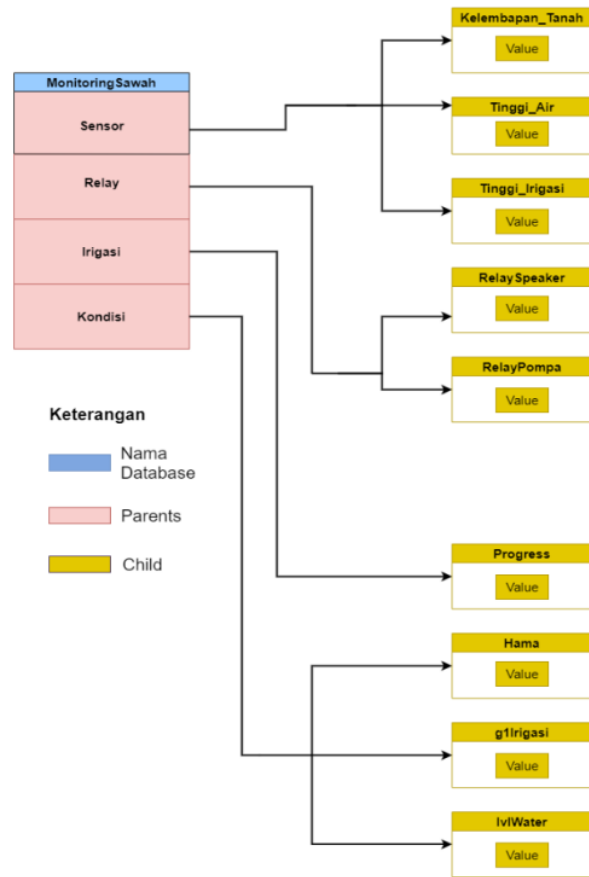 Kelembapan_Tanah
Value
MonitoringSawah
Sensor
Tinggi_Air
Value
Relay
Tinggi_Irigasi
Value
Irigasi
RelaySpeaker
Value
Kondisi
RelayPompa
Value
Keterangan
Nama
Database
Parents
Child
Progress
Value
Hama
Value
g1Irigasi
Value
lvlWater
Value